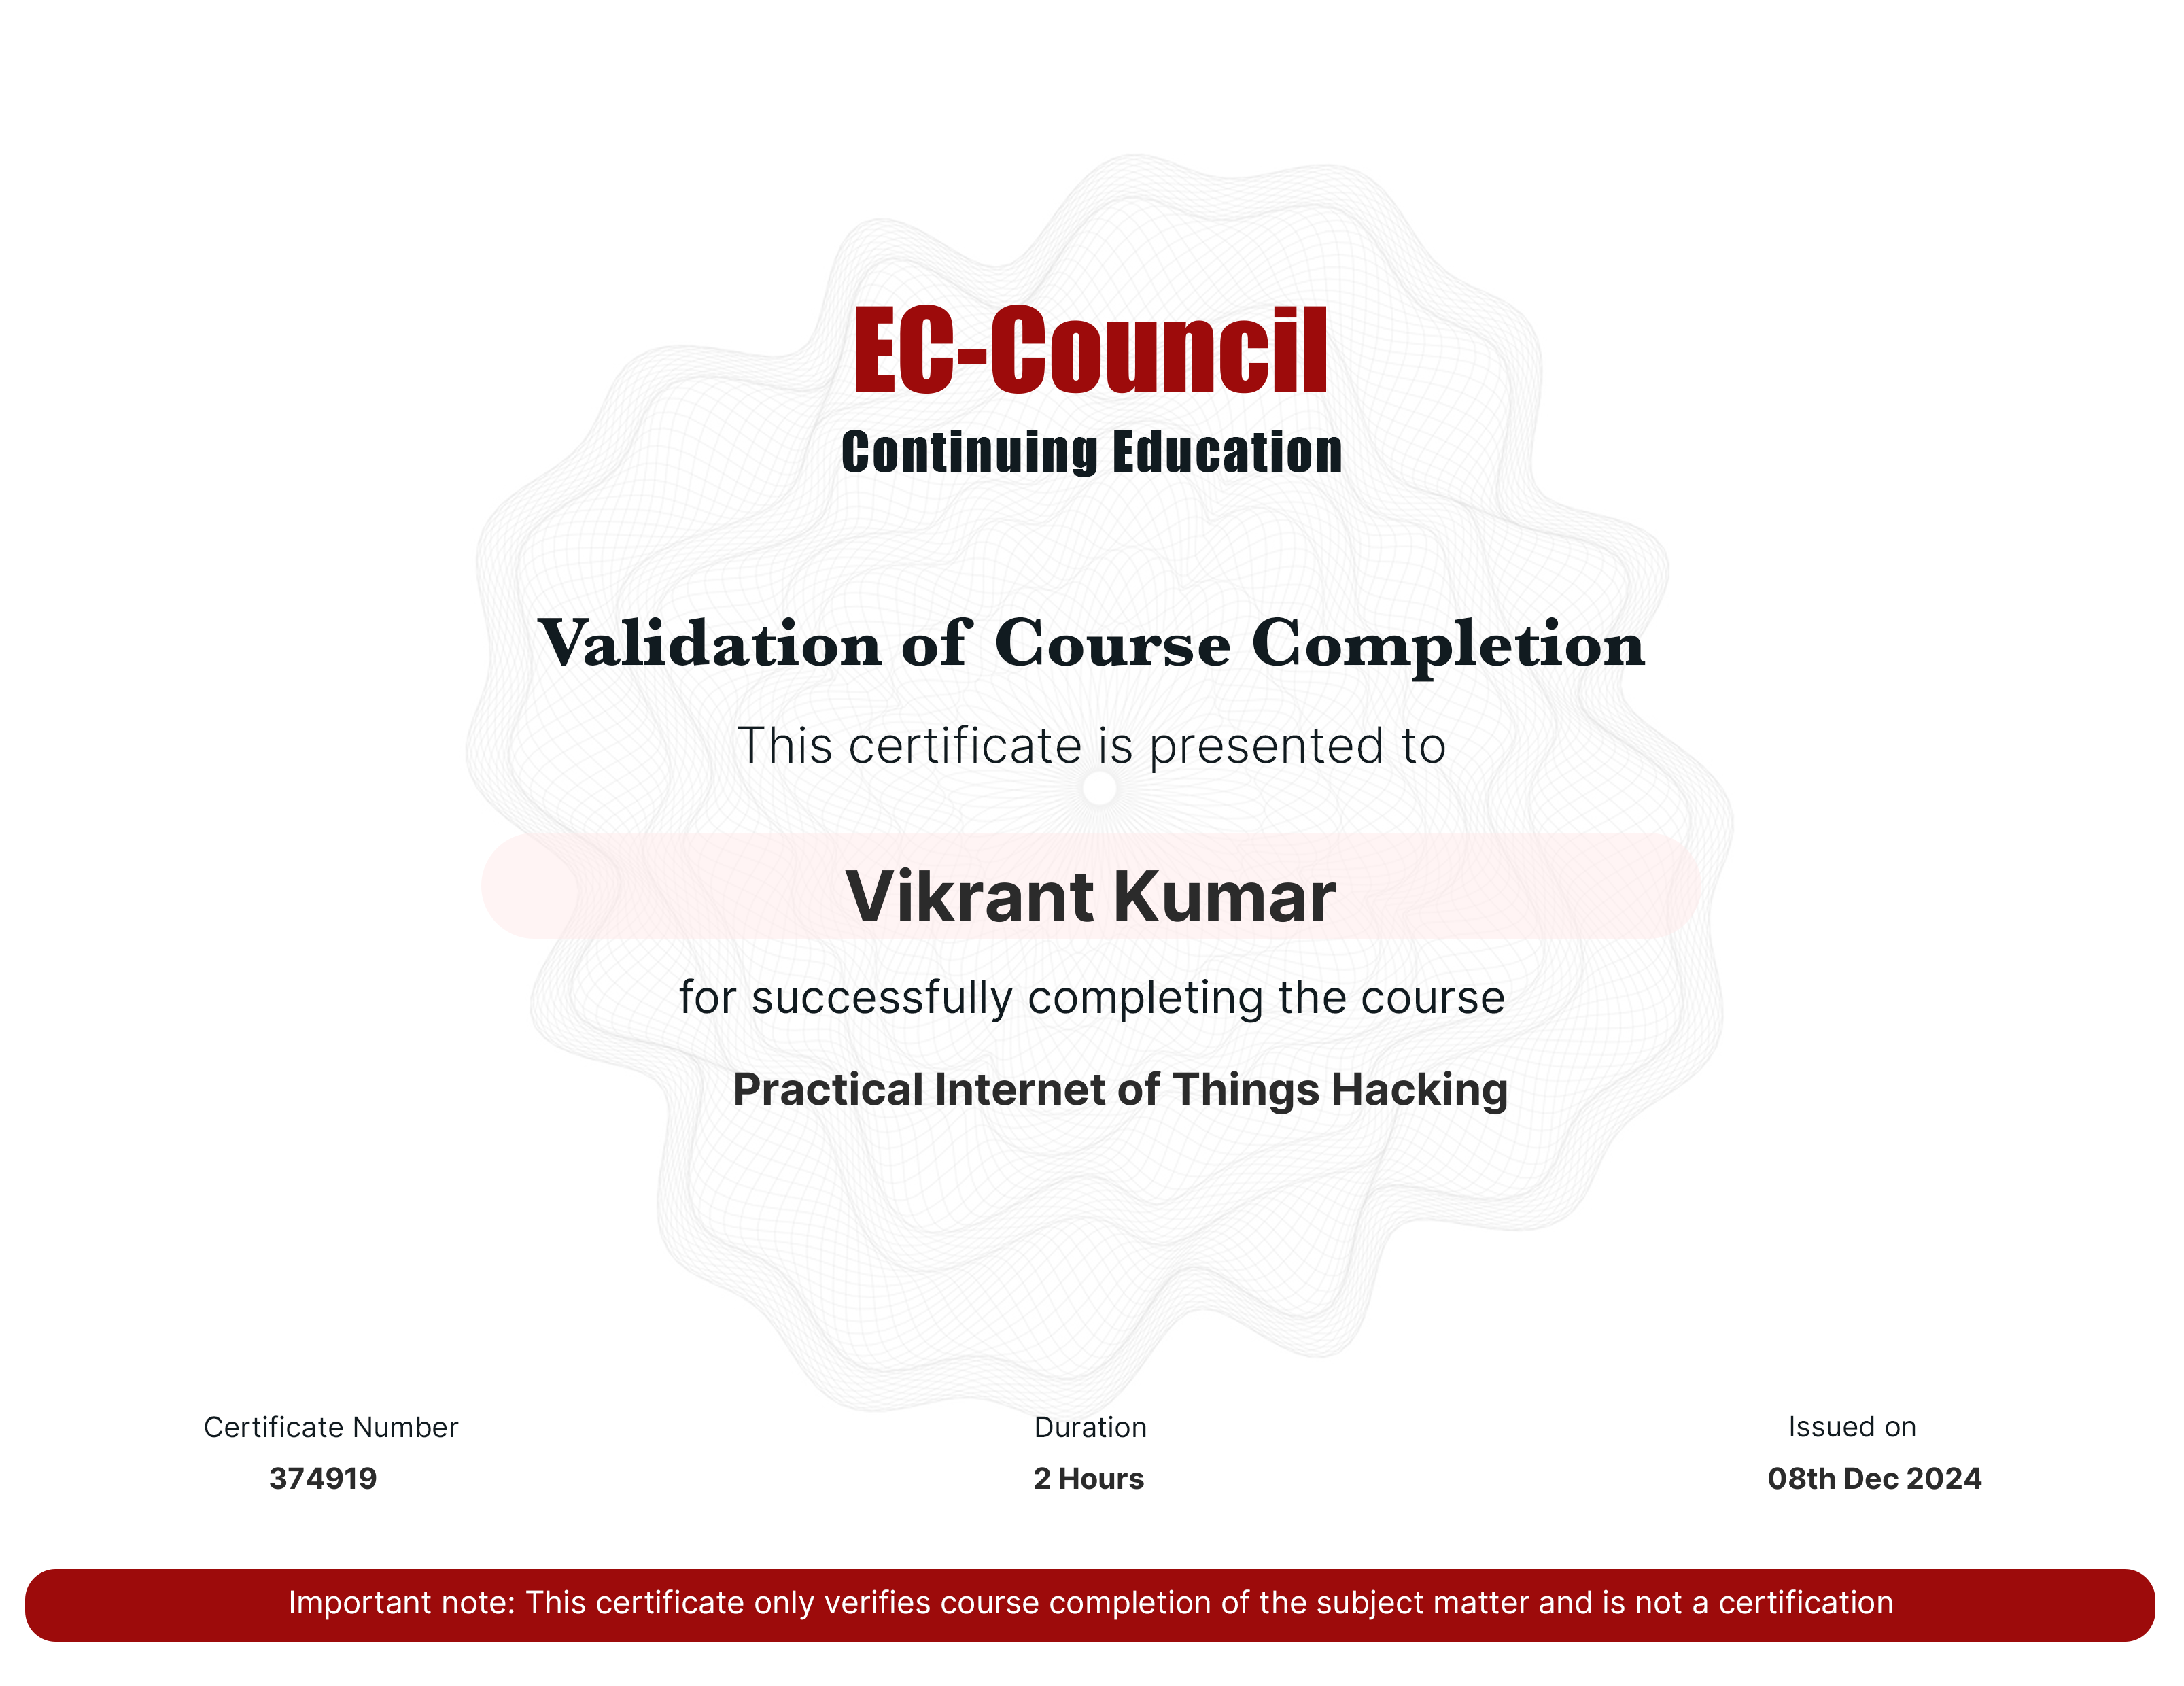 EC-Council
Continuing Education
Validation of Course Completion
This certificate is presented to
Vikrant Kumar
for successfully completing the course
Practical Internet of Things Hacking
Certificate Number
374919
Duration
2 Hours
Issued on
08th Dec 2024
Important note: This certificate only verifies course completion of the subject matter and is not a certification